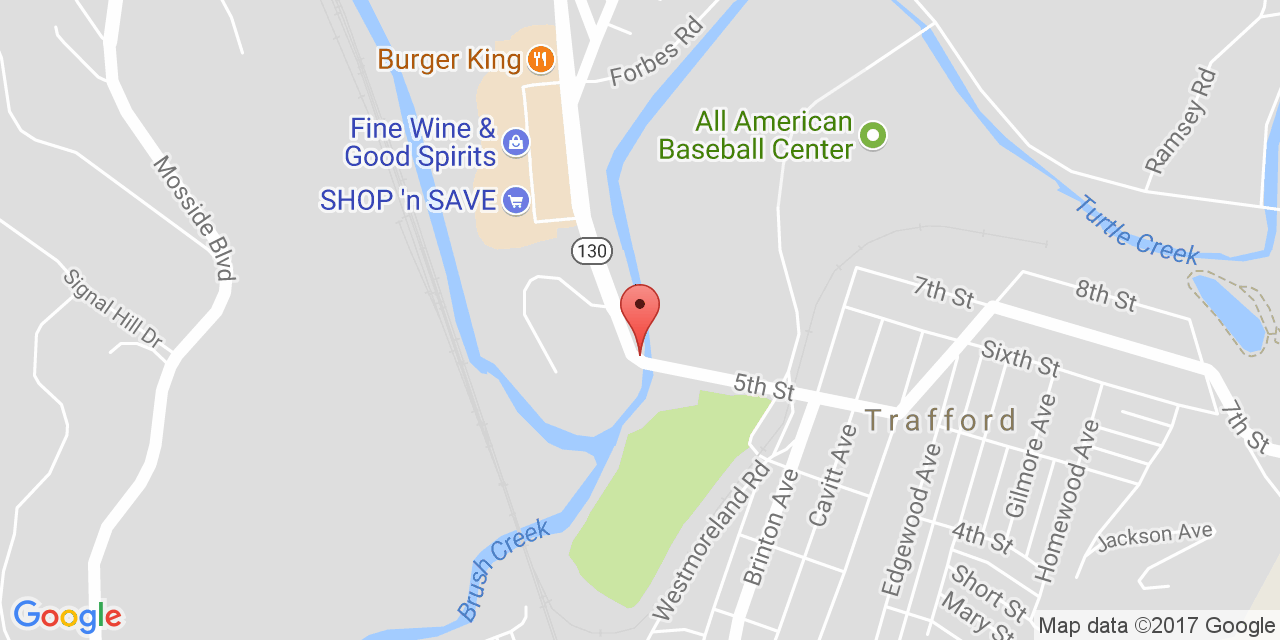 Burger King
Forbes Rd
Fine Wine &
Good Spirits
All American
Baseball Center
Ramsey Rd
SHOP 'n SAVE
Mosside Blvd
Turtle Creek
130
Signal Hill Dr
7th St
8th St
Sixth St
5th St
Trafford
7th St
Gilmore Ave
Homewood Ave
Cavitt Ave
Edgewood Ave
Brinton Ave
Westmoreland Rd
4th St
Jackson Ave
Brush Creek
Short St
Mary St
Google
Map data ©2017 Google